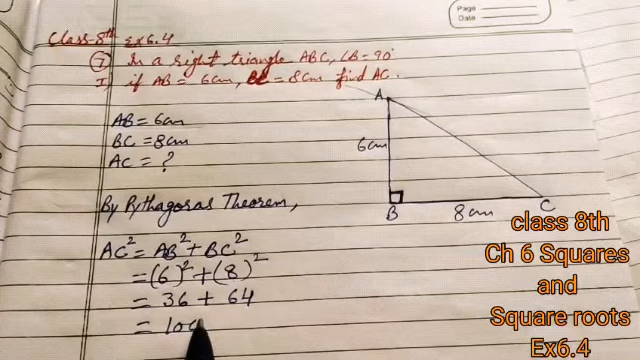 Page
Date
Class-8th Ex6.4
7 In a right triangle ABC, ∠B = 90°
I) if AB = 6cm, BC = 8cm find AC.
AB = 6cm
BC = 8cm
AC = ?
By Pythagoras Theorem,
AC² = AB² + BC²
= (6)² + (8)²
= 36 + 64
= 100
A
6cm
B
8cm
C
class 8th
Ch 6 Squares
and
Square roots
Ex6.4